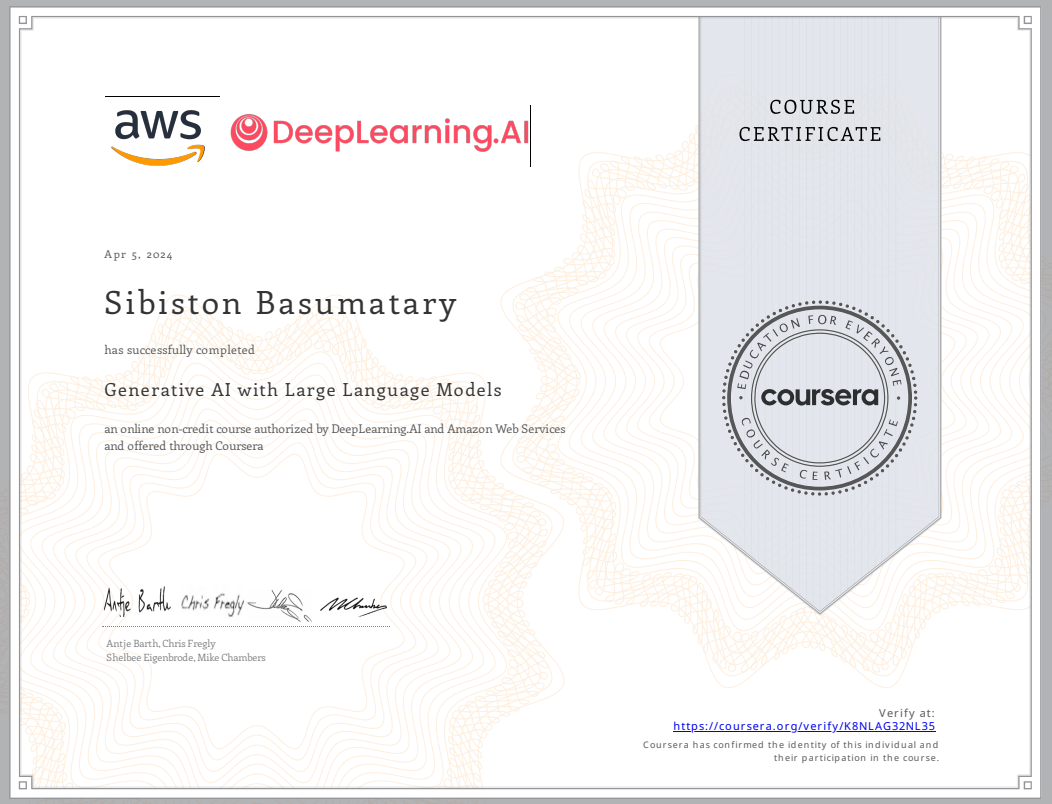 aws DeepLearning.AI
COURSE
CERTIFICATE
Apr 5, 2024
Sibiston Basumatary
has successfully completed
Generative AI with Large Language Models
an online non-credit course authorized by DeepLearning.AI and Amazon Web Services
and offered through Coursera
EDUCATION FOR EVERYONE
coursera
COURSE CERTIFICATE
Antje Barth Chris Fregly
Antje Barth, Chris Fregly
Shelbee Eigenbrode, Mike Chambers
Verify at:
https://coursera.org/verify/K8NLAG32NL35
Coursera has confirmed the identity of this individual and
their participation in the course.